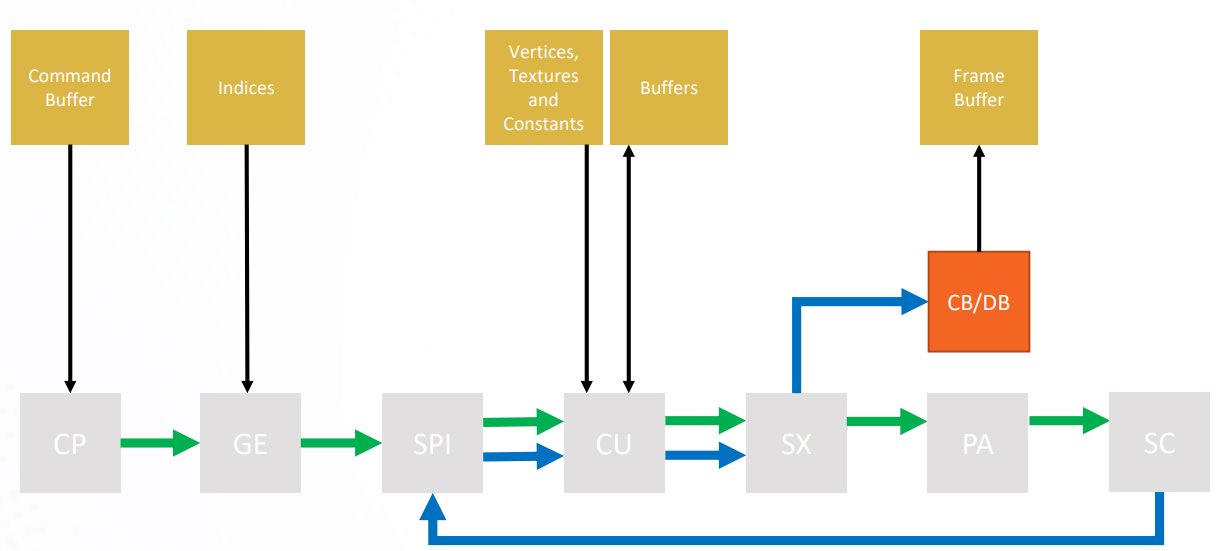 Command
Buffer
Indices
Vertices,
Textures
and
Constants
Buffers
Frame
Buffer
CB/DB
CP
GE
SPI
CU
SX
PA
SC